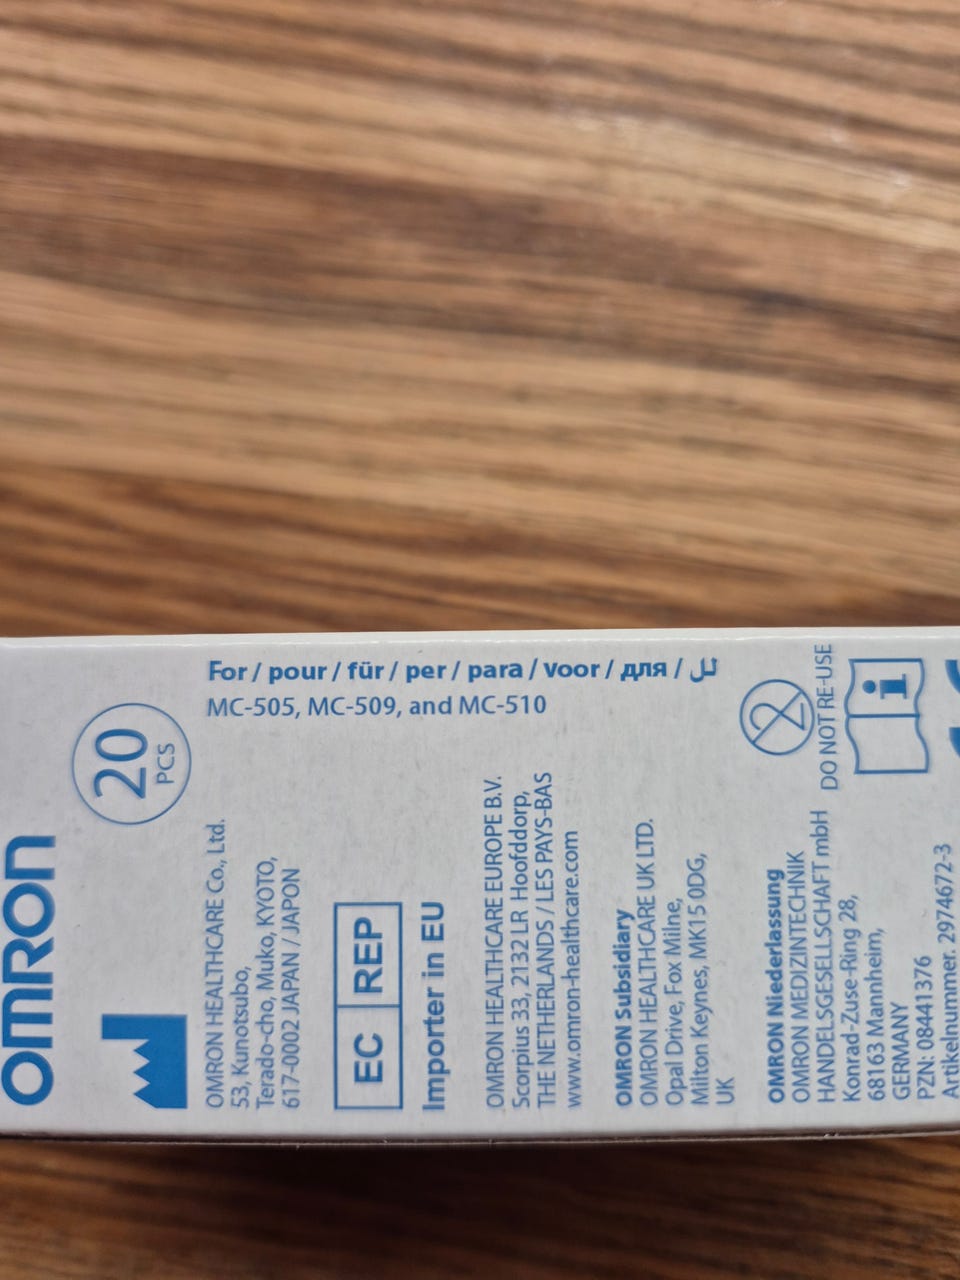 OMRON
20
PCS
For / pour / für / per / para / voor / для / لـ
MC-505, MC-509, and MC-510
OMRON HEALTHCARE Co., Ltd.
53, Kunotsubo,
Terado-cho, Muko, KYOTO,
617-0002 JAPAN / JAPON
EC REP
Importer in EU
OMRON HEALTHCARE EUROPE B.V.
Scorpius 33, 2132 LR Hoofddorp,
THE NETHERLANDS / LES PAYS-BAS
www.omron-healthcare.com
OMRON Subsidiary
OMRON HEALTHCARE UK LTD.
Opal Drive, Fox Milne,
Milton Keynes, MK15 0DG,
UK
OMRON Niederlassung
OMRON MEDIZINTECHNIK
HANDELSGESELLSCHAFT mbH
Konrad-Zuse-Ring 28,
68163 Mannheim,
GERMANY
PZN: 08441376
Artikelnummer. 2974672-3
2
DO NOT RE-USE
i